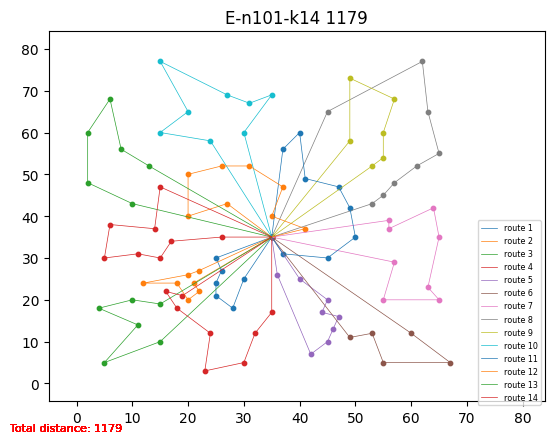 E-n101-k14 1179
80
70
60
50
40
30
20
10
0
0 10 20 30 40 50 60 70 80
route 1
route 2
route 3
route 4
route 5
route 6
route 7
route 8
route 9
route 10
route 11
route 12
route 13
route 14
Total distance: 1179